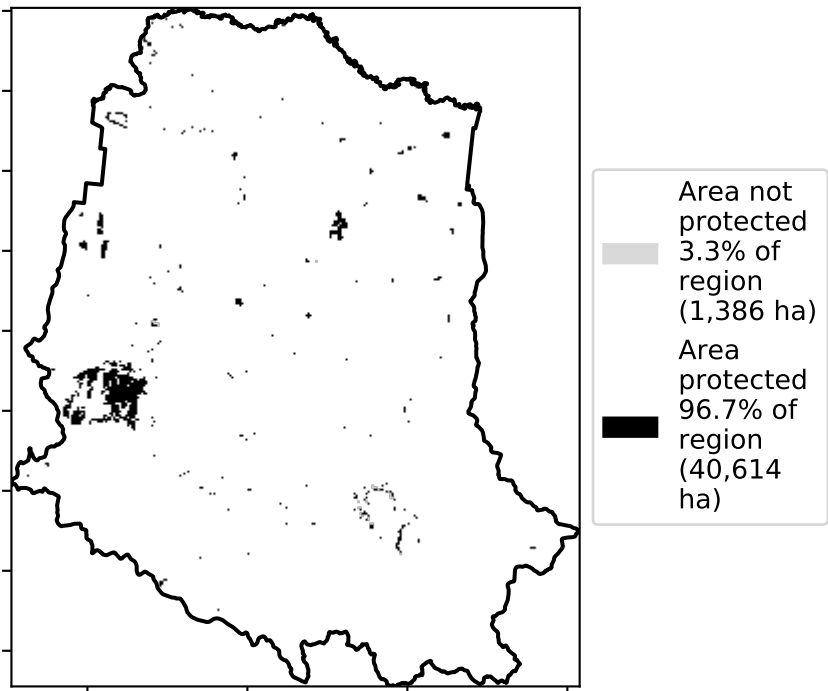 Area not
protected
3.3% of
region
(1,386 ha)
Area
protected
96.7% of
region
(40,614
ha)